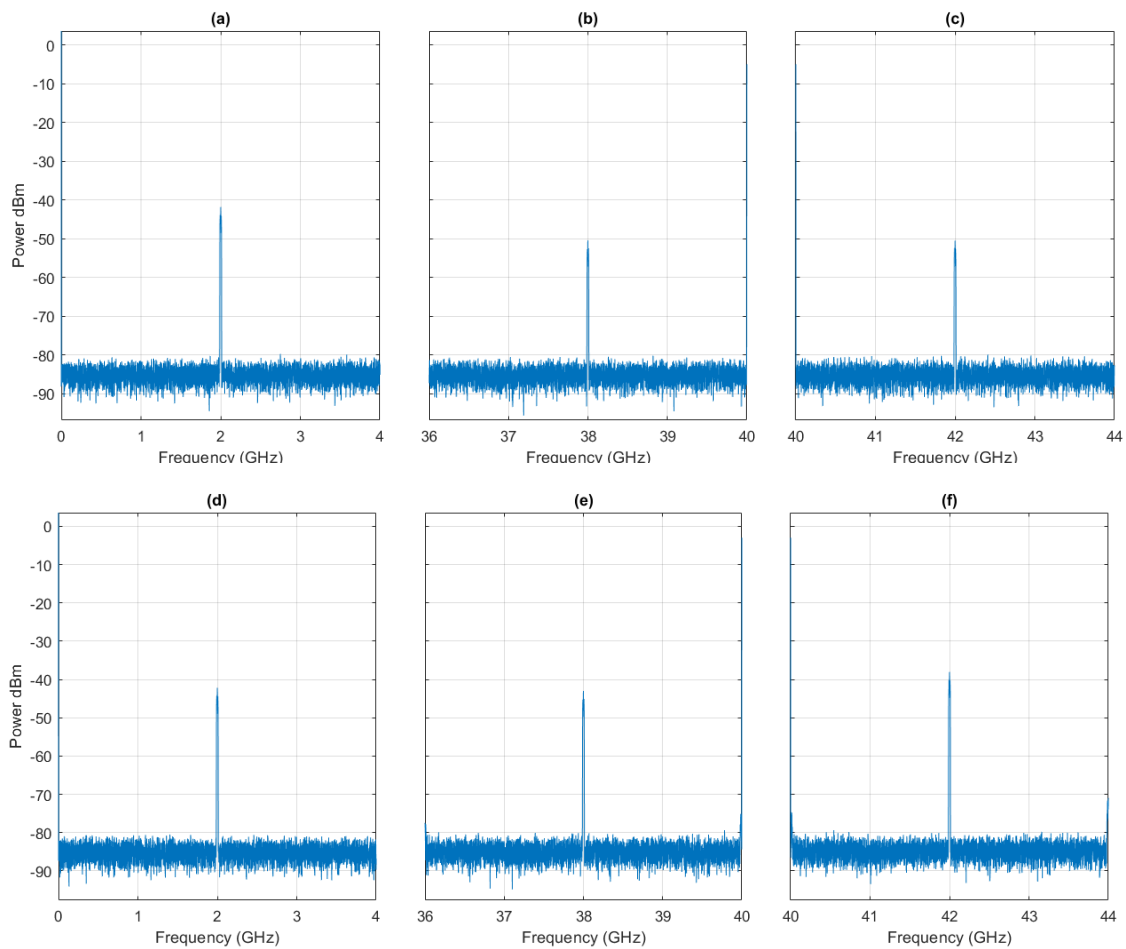 (a) (b) (c)
0
-10
-20
-30
-40
-50
-60
-70
-80
-90
Power dBm
0 1 2 3 4 36 37 38 39 40 40 41 42 43 44
Frequency (GHz) Frequency (GHz) Frequency (GHz)
(d) (e) (f)
0
-10
-20
-30
-40
-50
-60
-70
-80
-90
Power dBm
0 1 2 3 4 36 37 38 39 40 40 41 42 43 44
Frequency (GHz) Frequency (GHz) Frequency (GHz)